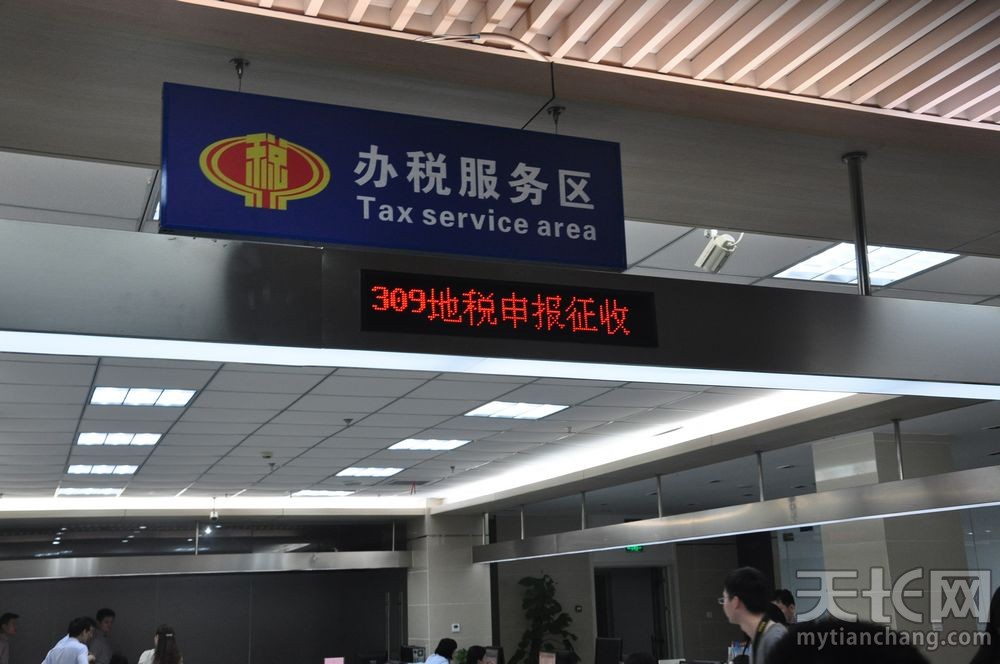 税
办税服务区
Tax service area
309地税申报征收
天长网
mytianchang.com